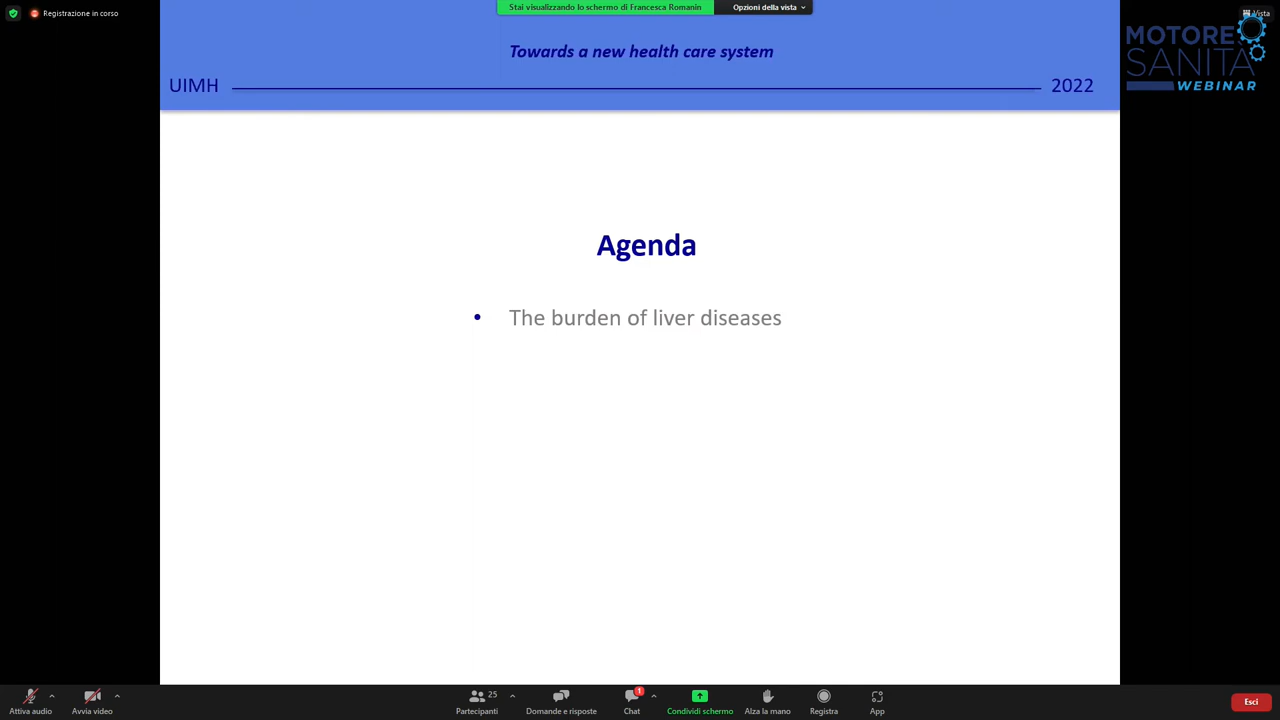 Registrazione in corso
Stai visualizzando lo schermo di Francesca Romanin
Opzioni della vista
Vista
MOTORE
SANITÀ
WEBINAR
Towards a new health care system
UIMH
2022
Agenda
• The burden of liver diseases
Attiva audio
Avvia video
25
Partecipanti
Domande e risposte
1
Chat
Condividi schermo
Alza la mano
Registra
App
Esci